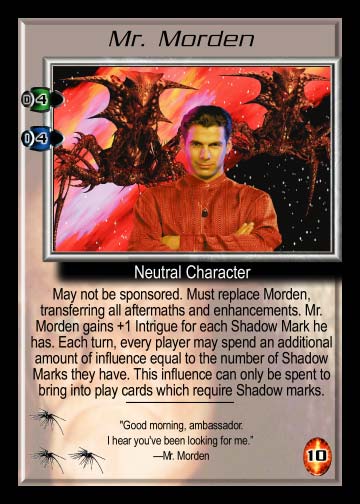 Mr. Morden
4
4
Neutral Character
May not be sponsored. Must replace Morden,
transferring all aftermaths and enhancements. Mr.
Morden gains +1 Intrigue for each Shadow Mark he
has. Each turn, every player may spend an additional
amount of influence equal to the number of Shadow
Marks they have. This influence can only be spent to
bring into play cards which require Shadow marks.
"Good morning, ambassador.
I hear you've been looking for me."
—Mr. Morden
10